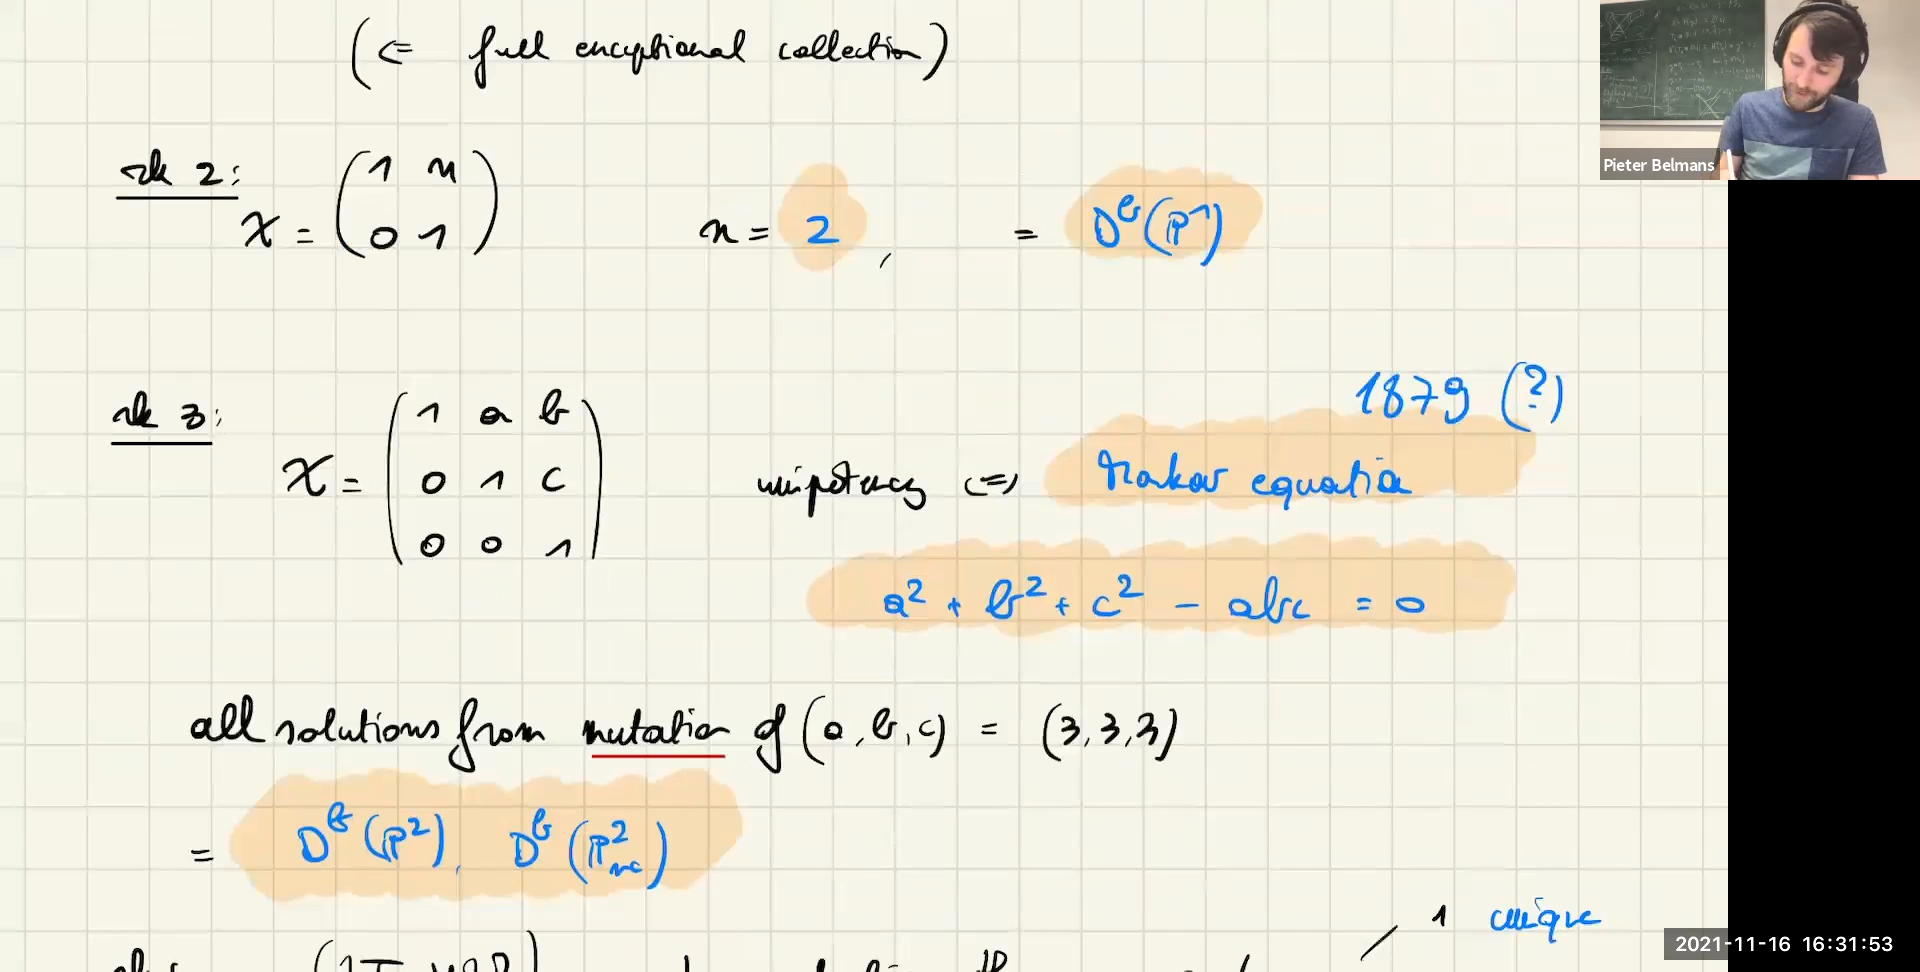 (⇐ full exceptional collection)
Pieter Belmans
rk 2: χ = (1 n
0 1) n = 2, = D^b(P^1)
1879 (?)
rk 3: χ = (1 a b
0 1 c
0 0 1) unipotency ⇔ Markov equation
a² + b² + c² - abc = 0
all solutions from mutation of (a, b, c) = (3, 3, 3)
= D^b(P²), D^b(P²_nc)
1 unique
2021-11-16 16:31:53